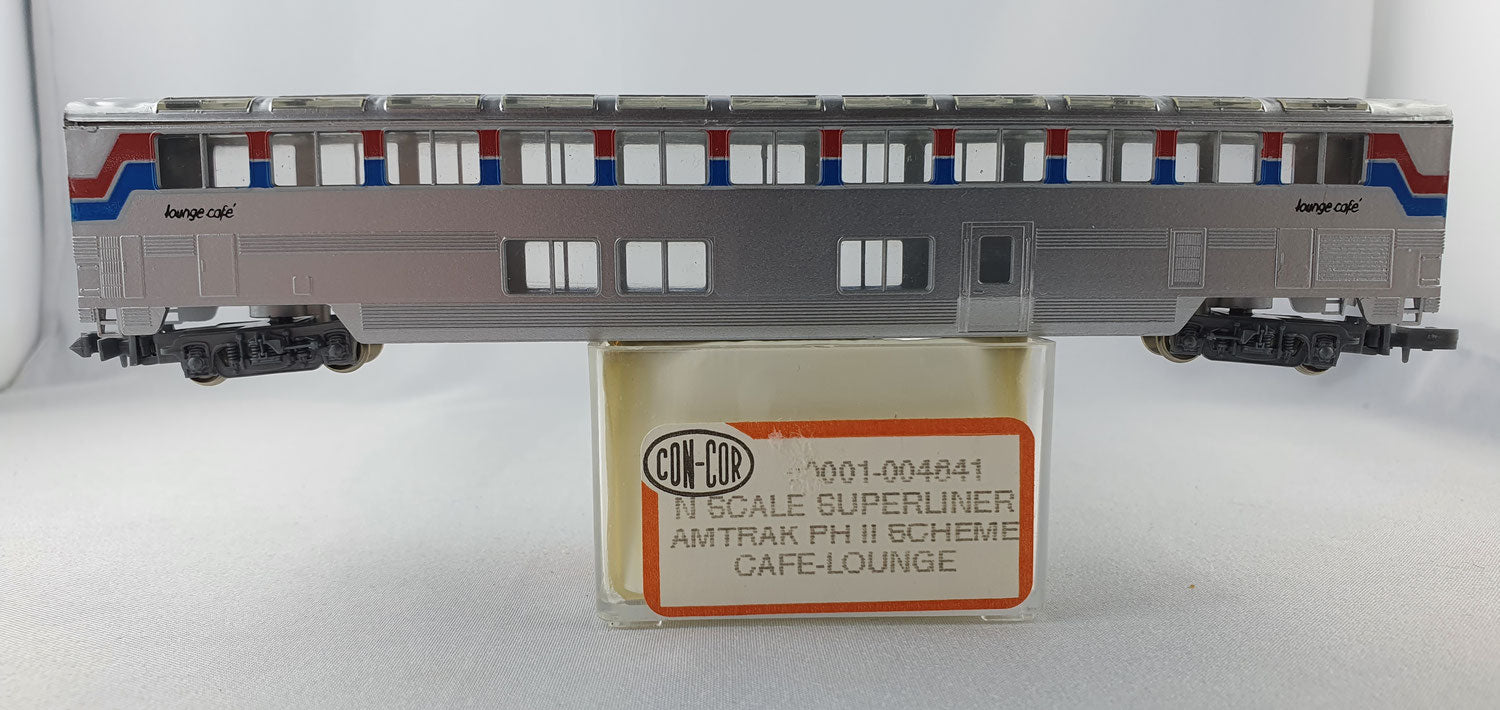 lounge café
lounge café
CON-COR
0001-004641
N SCALE SUPERLINER
AMTRAK PH II SCHEME
CAFE-LOUNGE